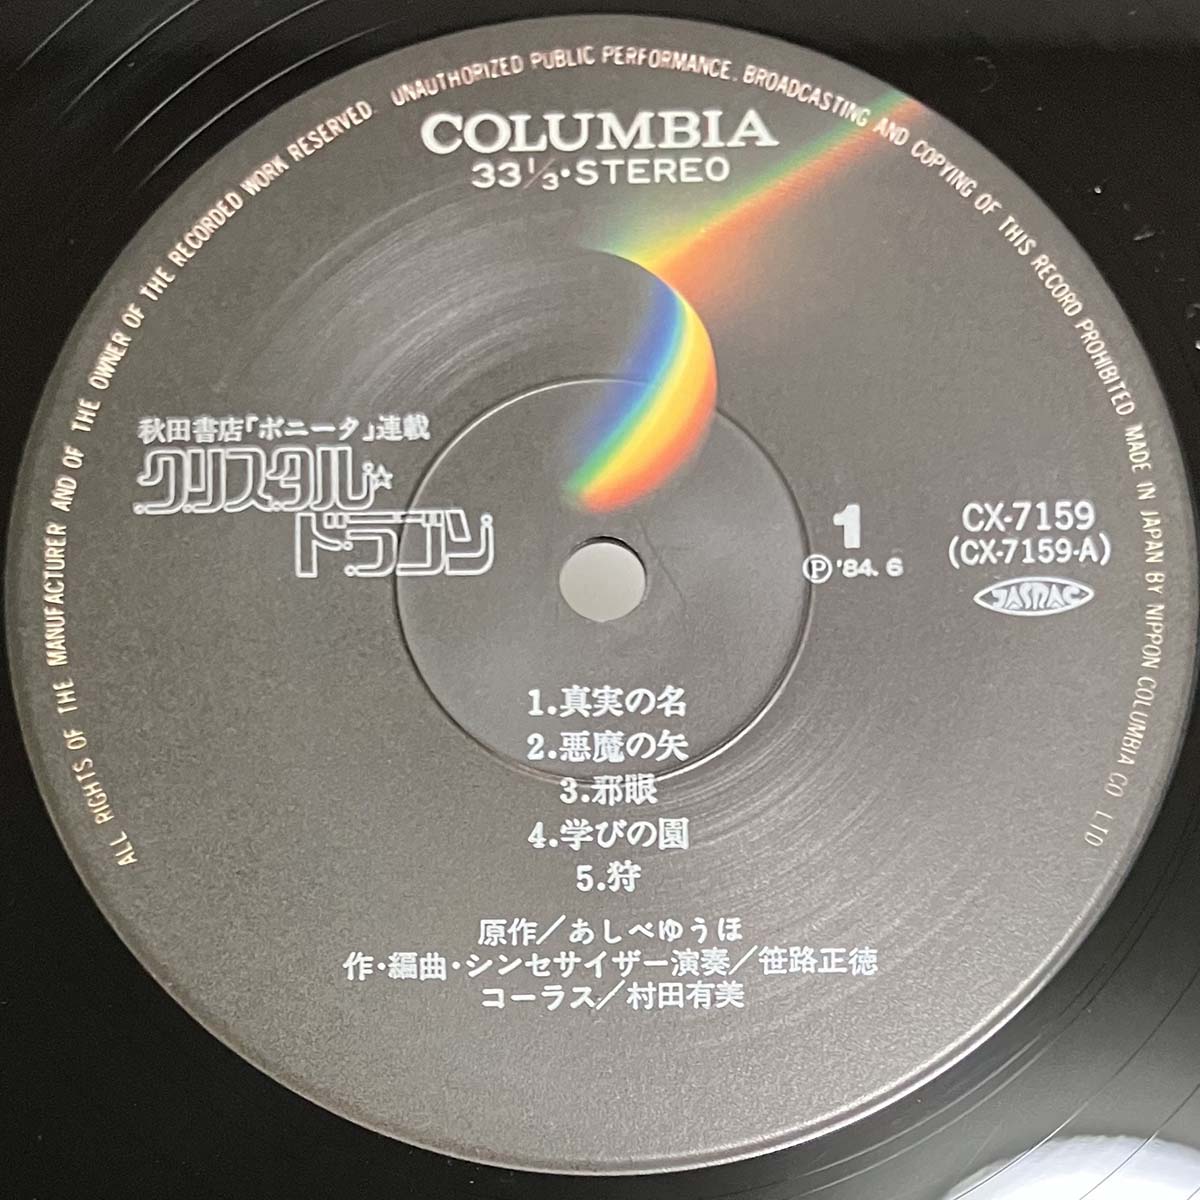 ALL RIGHTS OF THE MANUFACTURER AND OF THE OWNER OF THE RECORDED WORK RESERVED. UNAUTHORIZED PUBLIC PERFORMANCE. BROADCASTING AND COPYING OF THIS RECORD PROHIBITED MADE IN JAPAN BY NIPPON COLUMBIA CO LTD
COLUMBIA
33⅓・STEREO
秋田書店「ボニータ」連載
クリスタル☆
ドラゴン
1
Ⓟ '84. 6
CX-7159
(CX-7159-A)
JASRAC
1.真実の名
2.悪魔の矢
3.邪眼
4.学びの園
5.狩
原作／あしべゆうほ
作・編曲・シンセサイザー演奏／笹路正徳
コーラス／村田有美